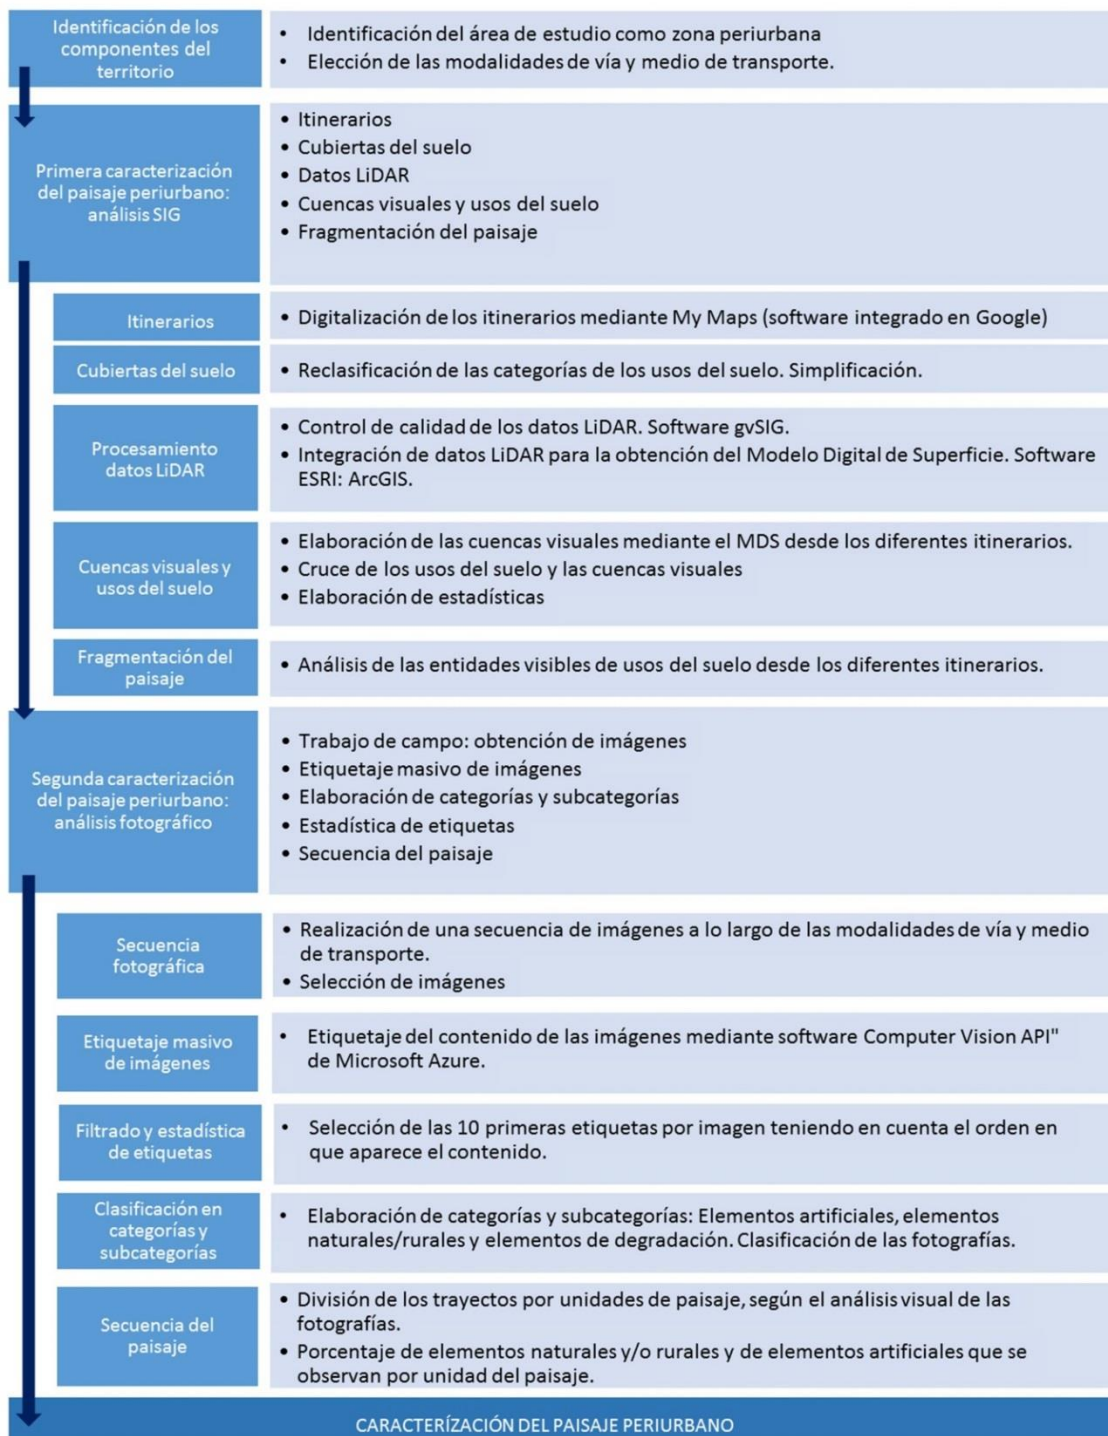 Identificación de los
componentes del
territorio
• Identificación del área de estudio como zona periurbana
• Elección de las modalidades de vía y medio de transporte.
Primera caracterización
del paisaje periurbano:
análisis SIG
• Itinerarios
• Cubiertas del suelo
• Datos LiDAR
• Cuencas visuales y usos del suelo
• Fragmentación del paisaje
Itinerarios
• Digitalización de los itinerarios mediante My Maps (software integrado en Google)
Cubiertas del suelo
• Reclasificación de las categorías de los usos del suelo. Simplificación.
Procesamiento
datos LiDAR
• Control de calidad de los datos LiDAR. Software gvSIG.
• Integración de datos LiDAR para la obtención del Modelo Digital de Superficie. Software
ESRI: ArcGIS.
Cuencas visuales y
usos del suelo
• Elaboración de las cuencas visuales mediante el MDS desde los diferentes itinerarios.
• Cruce de los usos del suelo y las cuencas visuales
• Elaboración de estadísticas
Fragmentación del
paisaje
• Análisis de las entidades visibles de usos del suelo desde los diferentes itinerarios.
Segunda caracterización
del paisaje periurbano:
análisis fotográfico
• Trabajo de campo: obtención de imágenes
• Etiquetaje masivo de imágenes
• Elaboración de categorías y subcategorías
• Estadística de etiquetas
• Secuencia del paisaje
Secuencia
fotográfica
• Realización de una secuencia de imágenes a lo largo de las modalidades de vía y medio
de transporte.
• Selección de imágenes
Etiquetaje masivo
de imágenes
• Etiquetaje del contenido de las imágenes mediante software Computer Vision API"
de Microsoft Azure.
Filtrado y estadística
de etiquetas
• Selección de las 10 primeras etiquetas por imagen teniendo en cuenta el orden en
que aparece el contenido.
Clasificación en
categorías y
subcategorías
• Elaboración de categorías y subcategorías: Elementos artificiales, elementos
naturales/rurales y elementos de degradación. Clasificación de las fotografías.
Secuencia del
paisaje
• División de los trayectos por unidades de paisaje, según el análisis visual de las
fotografías.
• Porcentaje de elementos naturales y/o rurales y de elementos artificiales que se
observan por unidad del paisaje.
CARACTERÍZACIÓN DEL PAISAJE PERIURBANO